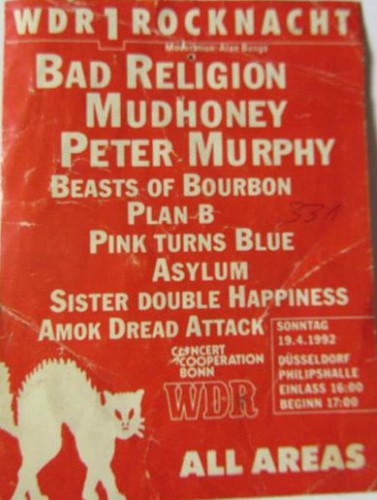 WDR 1 ROCKNACHT
Moderation: Alan Bangs
BAD RELIGION
MUDHONEY
PETER MURPHY
BEASTS OF BOURBON
PLAN B
331
PINK TURNS BLUE
ASYLUM
SISTER DOUBLE HAPPINESS
AMOK DREAD ATTACK
SONNTAG
19.4.1992
DÜSSELDORF
PHILIPSHALLE
EINLASS 16:00
BEGINN 17:00
CONCERT
COOPERATION
BONN
WDR
ALL AREAS